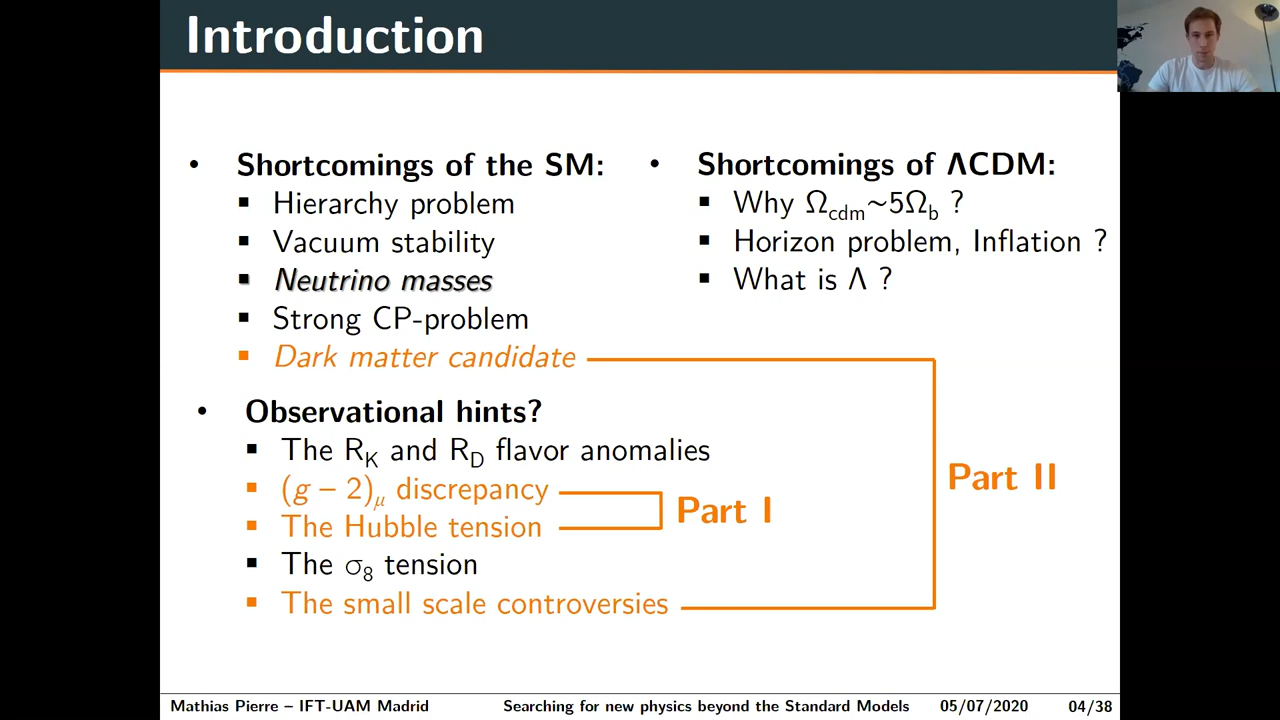 Introduction
• Shortcomings of the SM:
▪ Hierarchy problem
▪ Vacuum stability
▪ Neutrino masses
▪ Strong CP-problem
▪ Dark matter candidate
• Shortcomings of ΛCDM:
▪ Why Ω_cdm~5Ω_b ?
▪ Horizon problem, Inflation ?
▪ What is Λ ?
• Observational hints?
▪ The R_K and R_D flavor anomalies
▪ (g – 2)_μ discrepancy
▪ The Hubble tension
▪ The σ_8 tension
▪ The small scale controversies
Part I
Part II
Mathias Pierre – IFT-UAM Madrid Searching for new physics beyond the Standard Models 05/07/2020 04/38